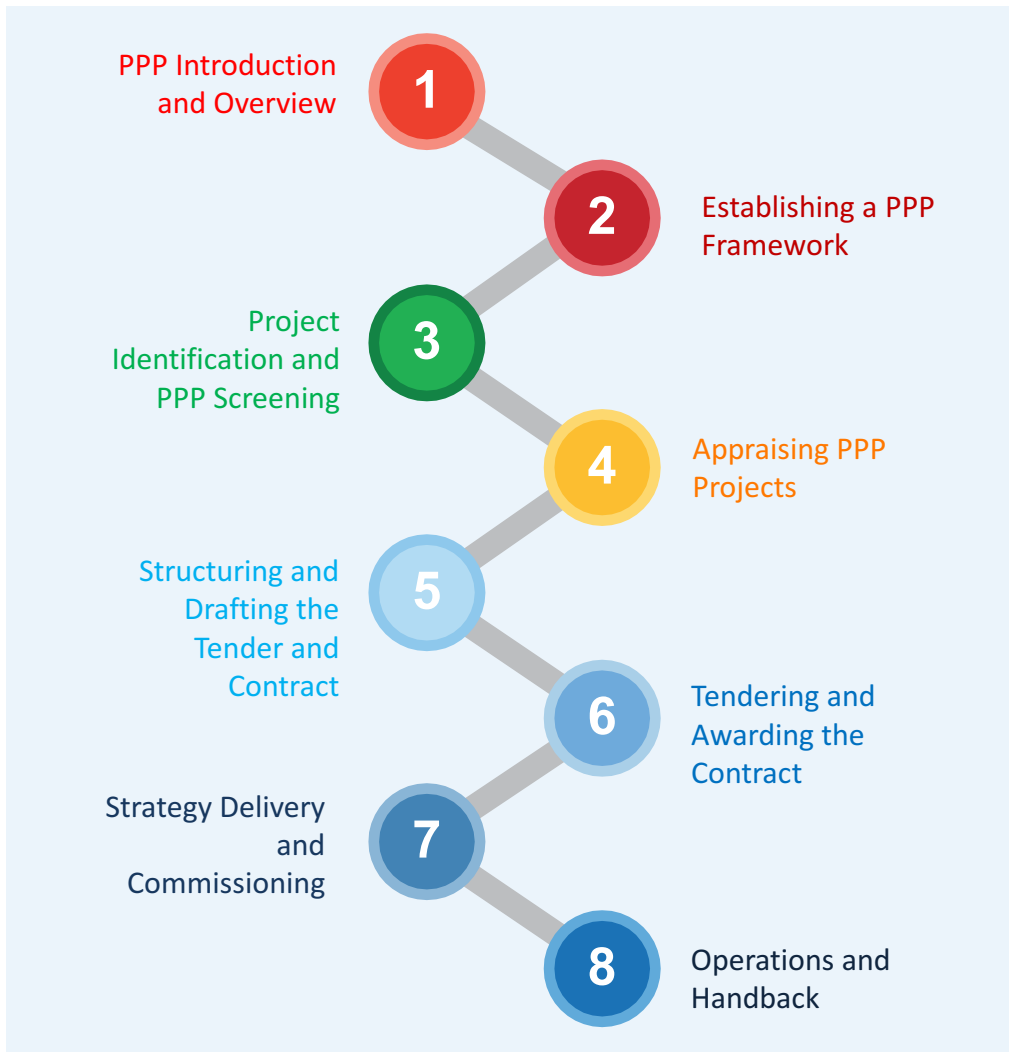 1
PPP Introduction
and Overview
2
Establishing a PPP
Framework
3
Project
Identification and
PPP Screening
4
Appraising PPP
Projects
5
Structuring and
Drafting the
Tender and
Contract
6
Tendering and
Awarding the
Contract
7
Strategy Delivery
and
Commissioning
8
Operations and
Handback